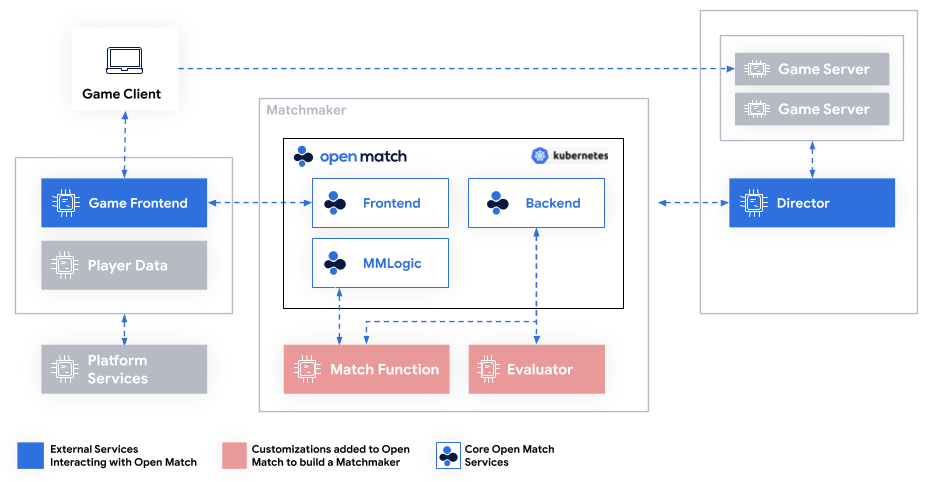 Game Client
Game Server
Game Server
Matchmaker
open match
kubernetes
Game Frontend
Frontend
Backend
Director
Player Data
MMLogic
Platform
Services
Match Function
Evaluator
External Services
Interacting with Open Match
Customizations added to Open
Match to build a Matchmaker
Core Open Match
Services